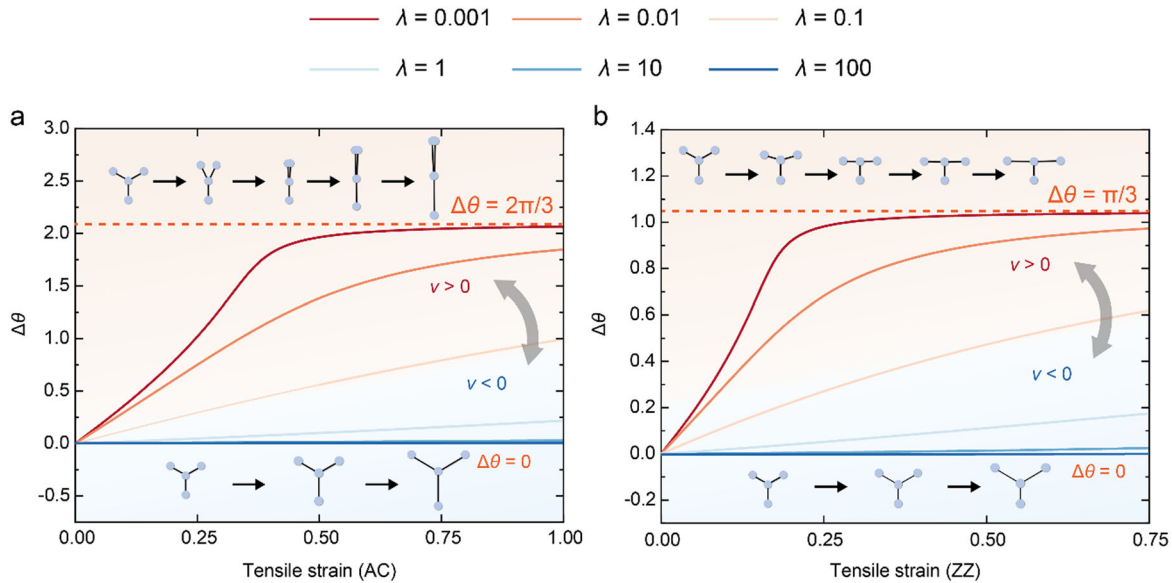 λ = 0.001 λ = 0.01 λ = 0.1
λ = 1 λ = 10 λ = 100
a
3.0
2.5
2.0
1.5
1.0
0.5
0.0
-0.5
Δθ
Δθ = 2π/3
v > 0
v < 0
Δθ = 0
0.00 0.25 0.50 0.75 1.00
Tensile strain (AC)
b
1.4
1.2
1.0
0.8
0.6
0.4
0.2
0.0
-0.2
Δθ
Δθ = π/3
v > 0
v < 0
Δθ = 0
0.00 0.25 0.50 0.75
Tensile strain (ZZ)